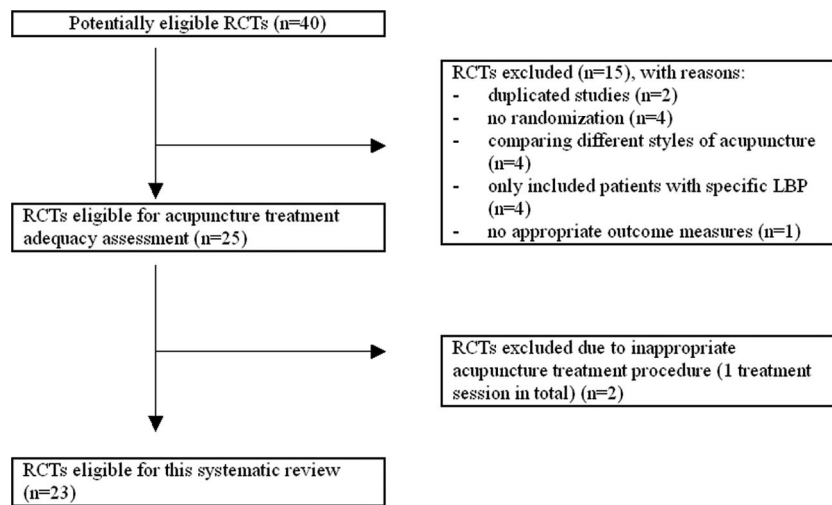 Potentially eligible RCTs (n=40)
RCTs excluded (n=15), with reasons:
- duplicated studies (n=2)
- no randomization (n=4)
- comparing different styles of acupuncture
(n=4)
- only included patients with specific LBP
(n=4)
- no appropriate outcome measures (n=1)
RCTs eligible for acupuncture treatment
adequacy assessment (n=25)
RCTs excluded due to inappropriate
acupuncture treatment procedure (1 treatment
session in total) (n=2)
RCTs eligible for this systematic review
(n=23)